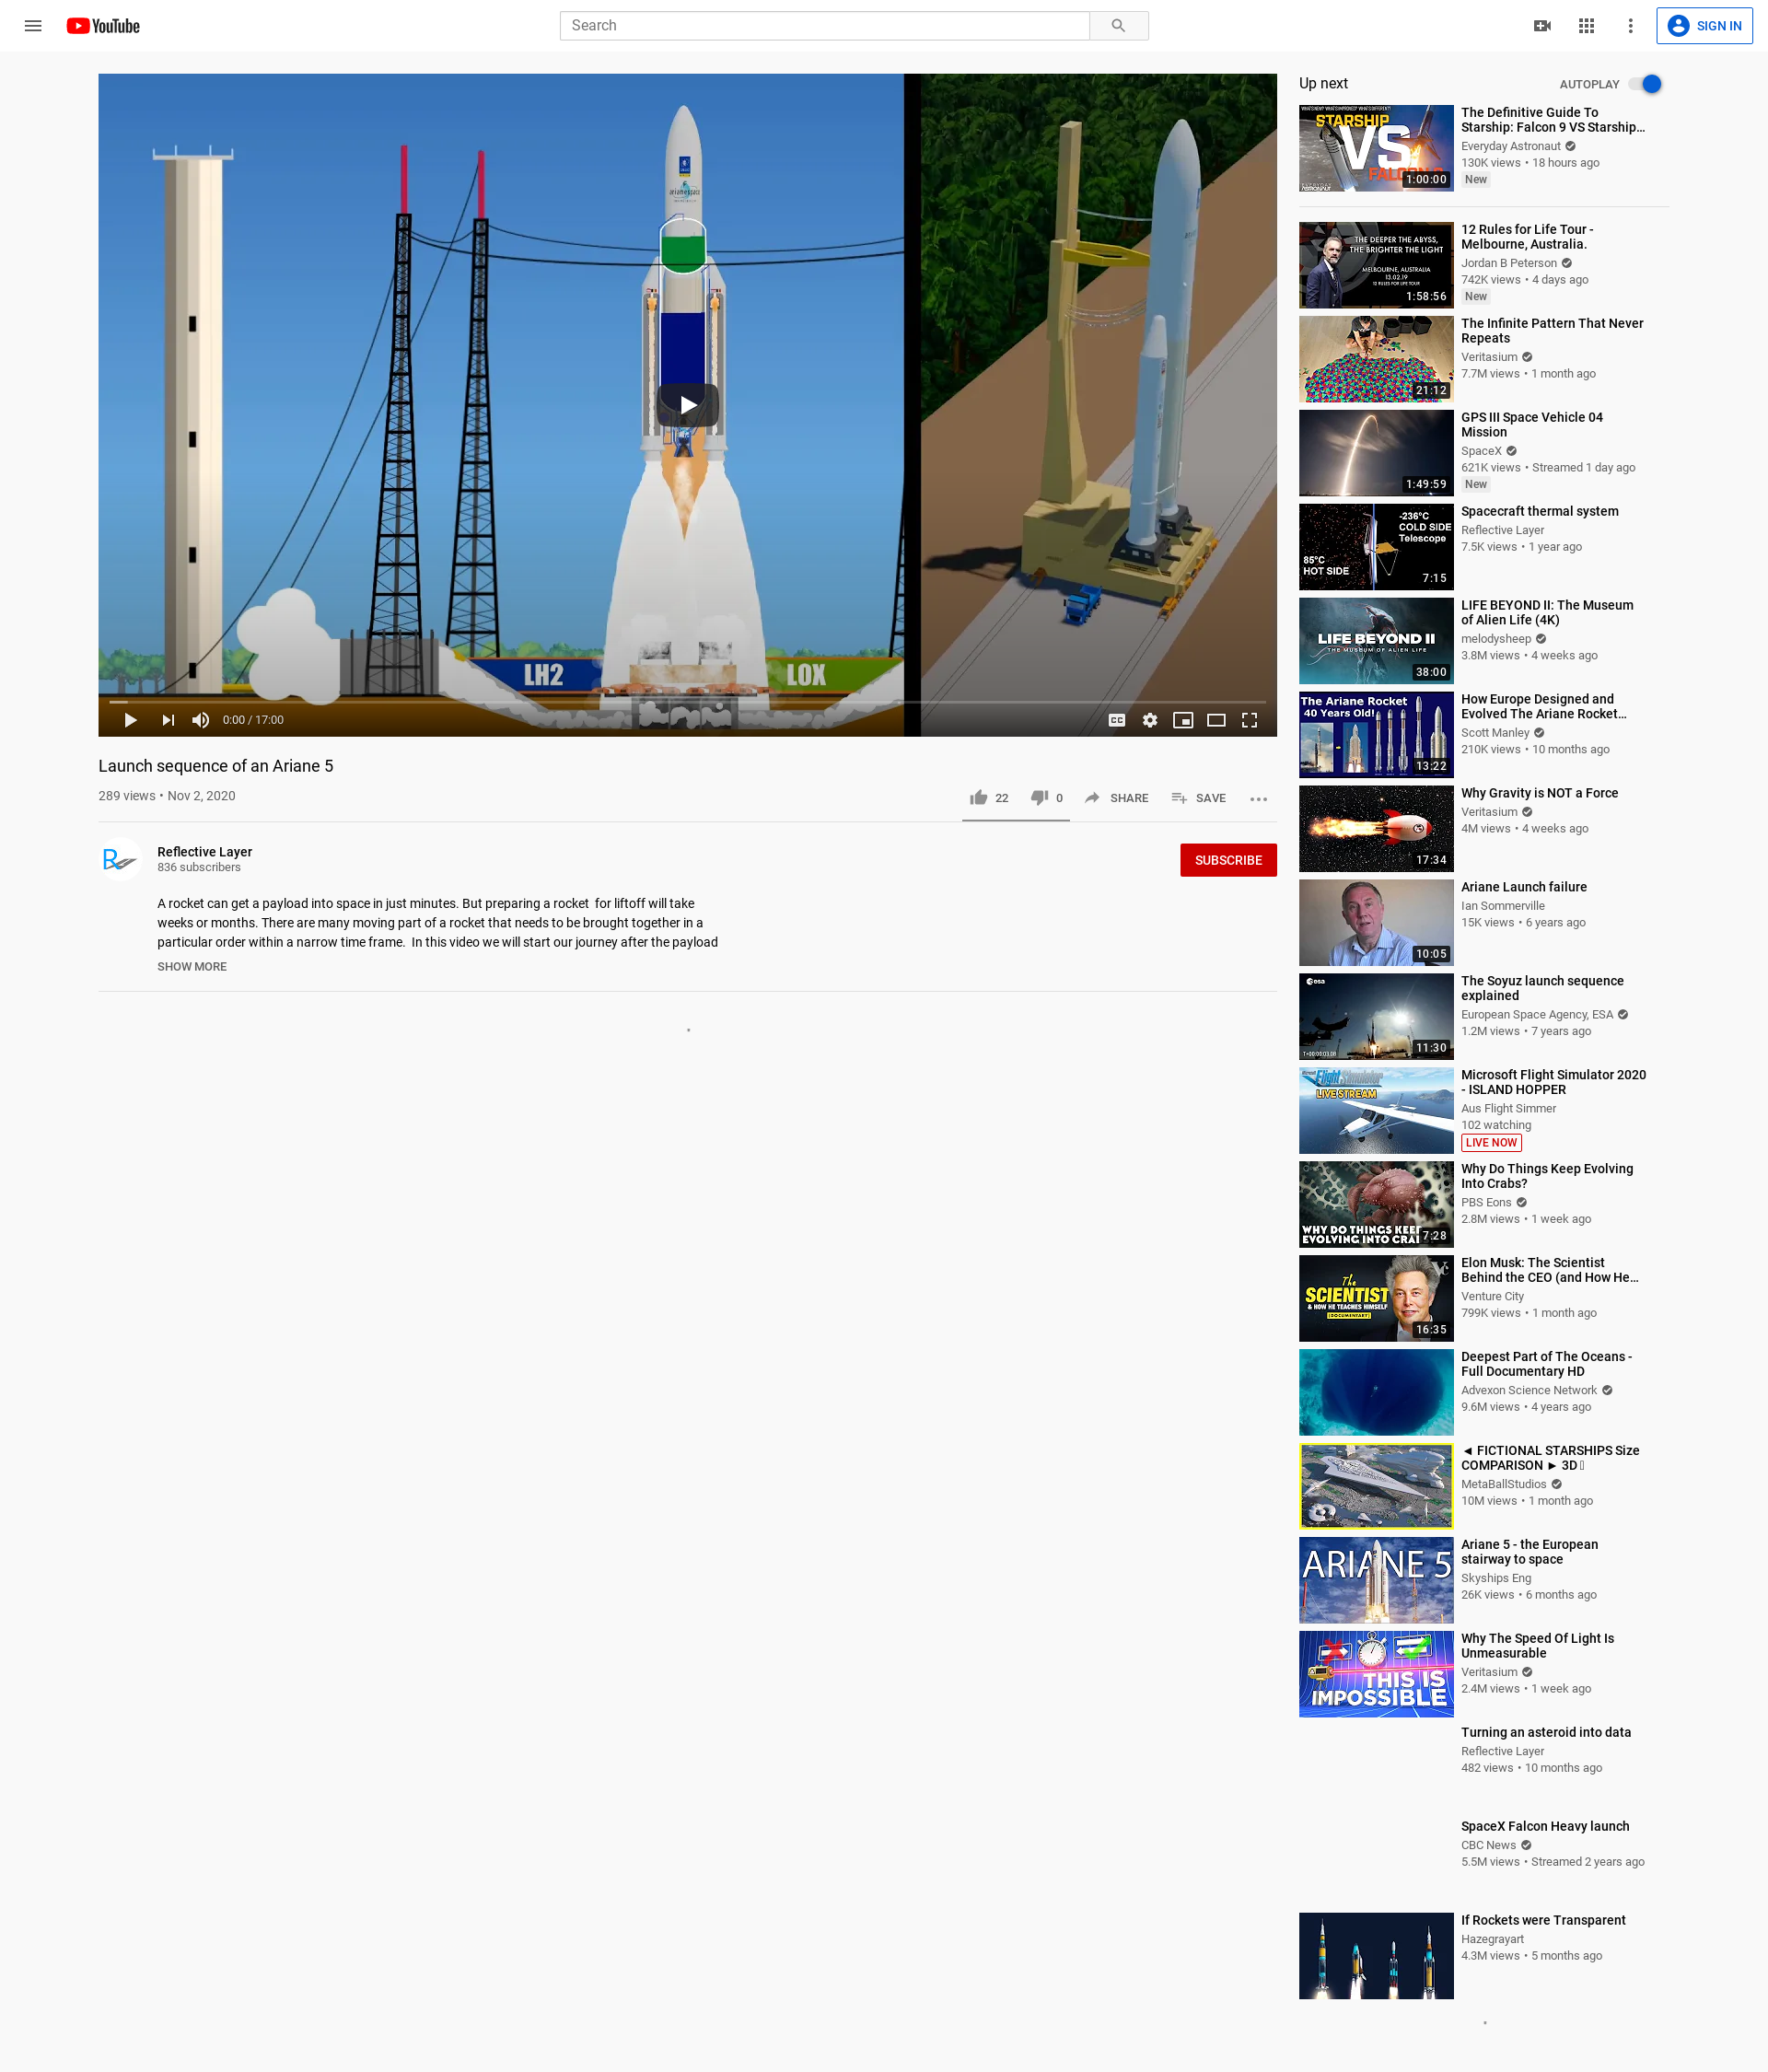 YouTube
Search
SIGN IN
arianespace
LH2
LOX
0:00 / 17:00
CC
Launch sequence of an Ariane 5
289 views • Nov 2, 2020
22
0
SHARE
SAVE
Reflective Layer
836 subscribers
SUBSCRIBE
A rocket can get a payload into space in just minutes. But preparing a rocket for liftoff will take
weeks or months. There are many moving part of a rocket that needs to be brought together in a
particular order within a narrow time frame. In this video we will start our journey after the payload
SHOW MORE
Up next
AUTOPLAY
STARSHIP
VS
FALCON 9
1:00:00
The Definitive Guide To
Starship: Falcon 9 VS Starship...
Everyday Astronaut
130K views • 18 hours ago
New
THE DEEPER THE ABYSS,
THE BRIGHTER THE LIGHT
MELBOURNE, AUSTRALIA
13.02.19
12 RULES FOR LIFE TOUR
1:58:56
12 Rules for Life Tour -
Melbourne, Australia.
Jordan B Peterson
742K views • 4 days ago
New
21:12
The Infinite Pattern That Never
Repeats
Veritasium
7.7M views • 1 month ago
1:49:59
GPS III Space Vehicle 04
Mission
SpaceX
621K views • Streamed 1 day ago
New
-236°C
COLD SIDE
Telescope
85°C
HOT SIDE
7:15
Spacecraft thermal system
Reflective Layer
7.5K views • 1 year ago
LIFE BEYOND II
THE MUSEUM OF ALIEN LIFE
38:00
LIFE BEYOND II: The Museum
of Alien Life (4K)
melodysheep
3.8M views • 4 weeks ago
The Ariane Rocket
40 Years Old!
13:22
How Europe Designed and
Evolved The Ariane Rocket...
Scott Manley
210K views • 10 months ago
17:34
Why Gravity is NOT a Force
Veritasium
4M views • 4 weeks ago
10:05
Ariane Launch failure
Ian Sommerville
15K views • 6 years ago
esa
11:30
The Soyuz launch sequence
explained
European Space Agency, ESA
1.2M views • 7 years ago
Flight Simulator
LIVE STREAM
Microsoft Flight Simulator 2020
- ISLAND HOPPER
Aus Flight Simmer
102 watching
LIVE NOW
WHY DO THINGS KEEP
EVOLVING INTO CRA
7:28
Why Do Things Keep Evolving
Into Crabs?
PBS Eons
2.8M views • 1 week ago
The
SCIENTIST
& HOW HE TEACHES HIMSELF
(DOCUMENTARY)
Vc
16:35
Elon Musk: The Scientist
Behind the CEO (and How He...
Venture City
799K views • 1 month ago
Deepest Part of The Oceans -
Full Documentary HD
Advexon Science Network
9.6M views • 4 years ago
◄ FICTIONAL STARSHIPS Size
COMPARISON ► 3D
MetaBallStudios
10M views • 1 month ago
ARIANE 5
Ariane 5 - the European
stairway to space
Skyships Eng
26K views • 6 months ago
THIS IS
IMPOSSIBLE
Why The Speed Of Light Is
Unmeasurable
Veritasium
2.4M views • 1 week ago
Turning an asteroid into data
Reflective Layer
482 views • 10 months ago
SpaceX Falcon Heavy launch
CBC News
5.5M views • Streamed 2 years ago
If Rockets were Transparent
Hazegrayart
4.3M views • 5 months ago